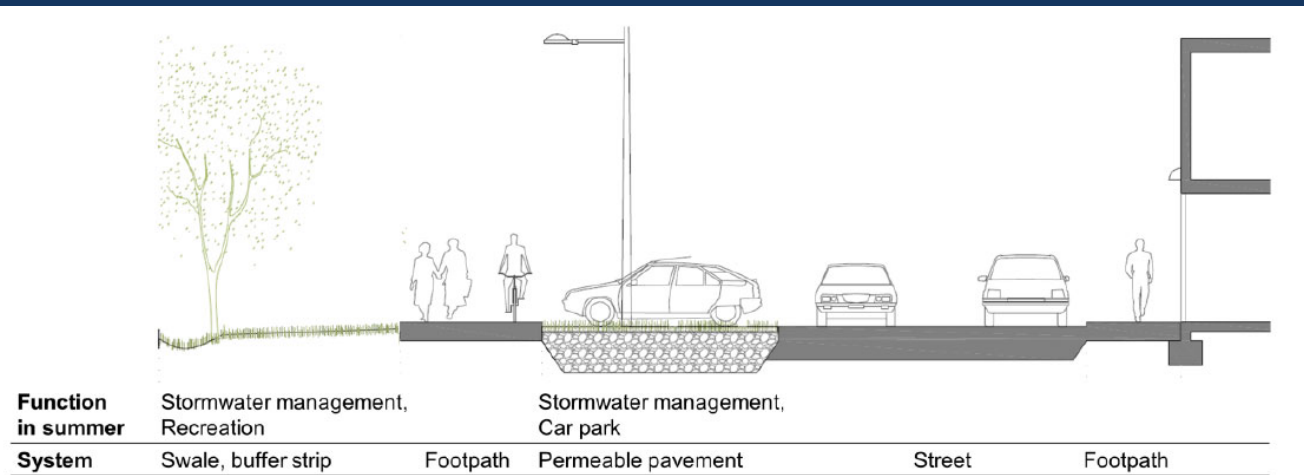 Function in summer
Stormwater management, Recreation
Stormwater management, Car park
System
Swale, buffer strip
Footpath
Permeable pavement
Street
Footpath